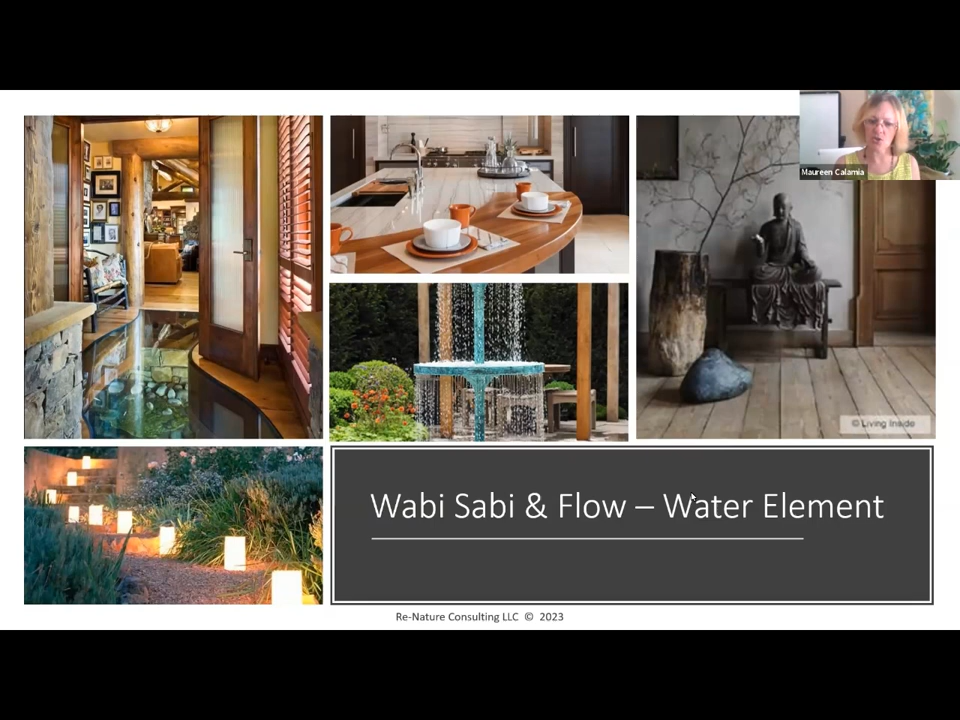 Maureen Calamia
© Living Inside
Wabi Sabi & Flow – Water Element
Re-Nature Consulting LLC © 2023